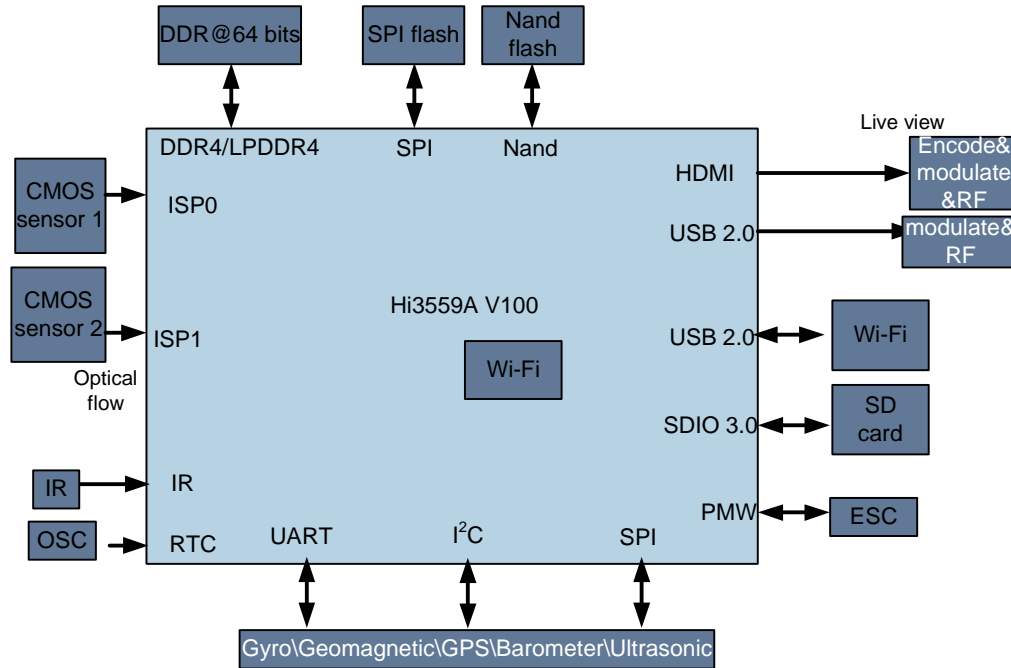 DDR@64 bits
SPI flash
Nand
flash
Live view
DDR4/LPDDR4
SPI
Nand
CMOS
sensor 1
ISP0
HDMI
Encode&
modulate
&RF
USB 2.0
modulate&
RF
CMOS
sensor 2
ISP1
Hi3559A V100
Wi-Fi
USB 2.0
Wi-Fi
Optical
flow
SDIO 3.0
SD
card
IR
IR
PMW
ESC
OSC
RTC
UART
I²C
SPI
Gyro\Geomagnetic\GPS\Barometer\Ultrasonic